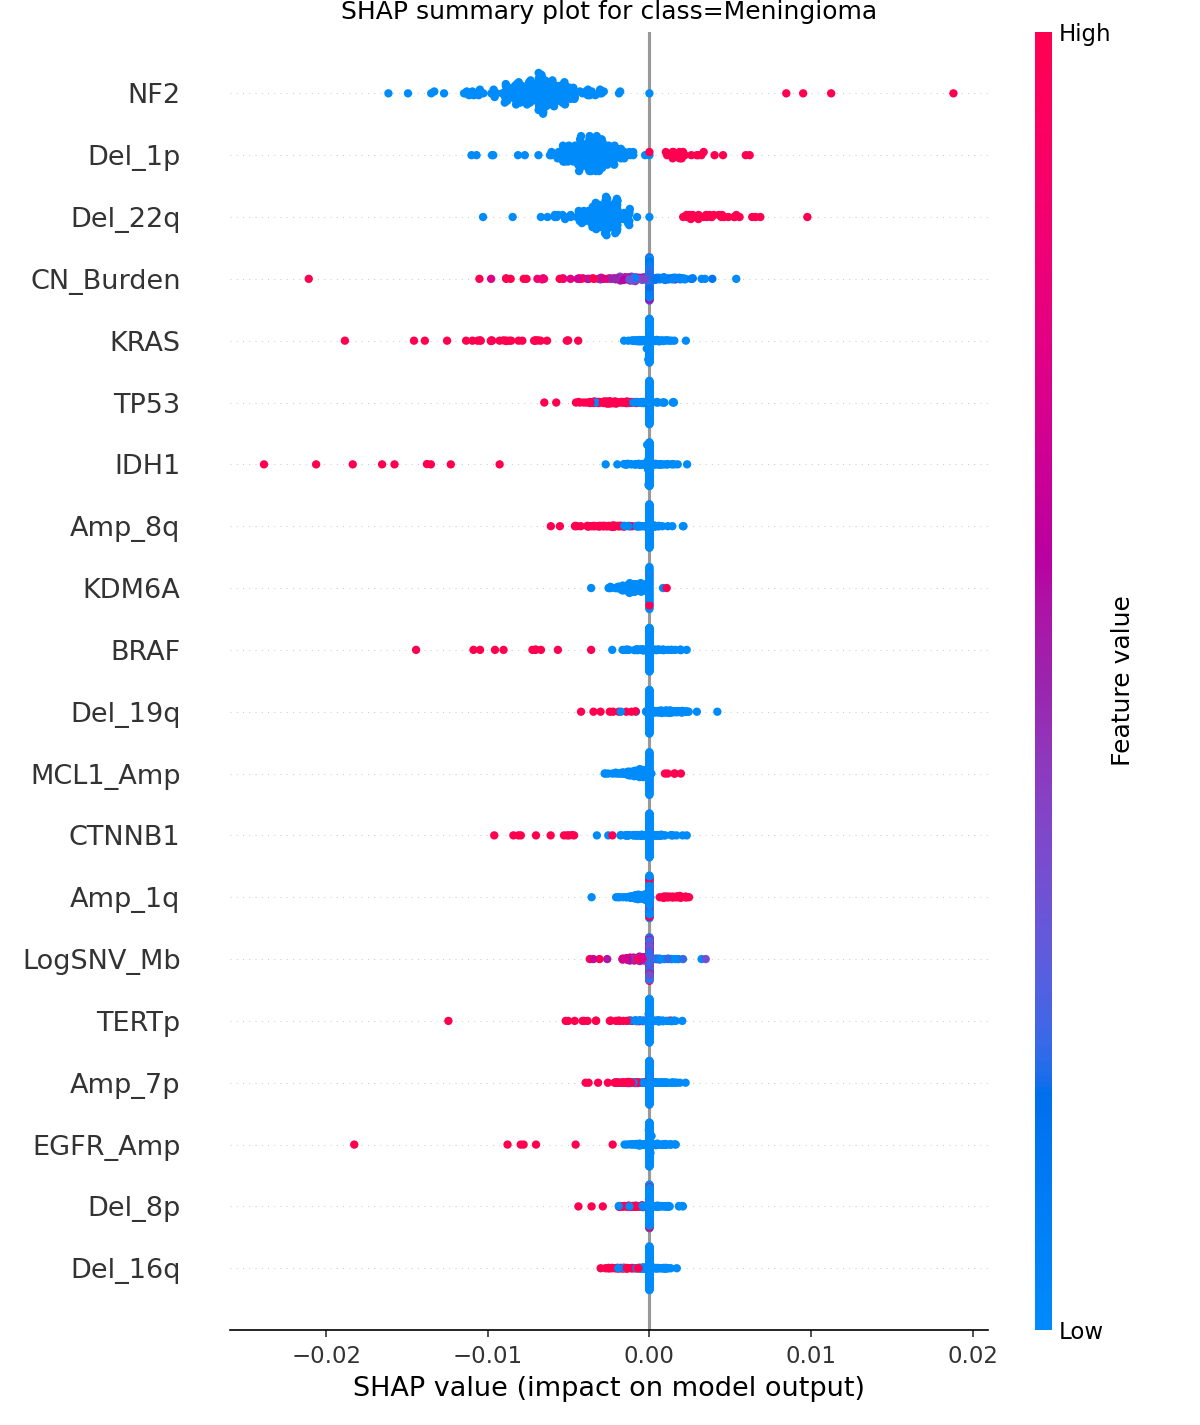 SHAP summary plot for class=Meningioma
High
NF2
Del_1p
Del_22q
CN_Burden
KRAS
TP53
IDH1
Amp_8q
KDM6A
BRAF
Del_19q
MCL1_Amp
CTNNB1
Amp_1q
LogSNV_Mb
TERTp
Amp_7p
EGFR_Amp
Del_8p
Del_16q
Feature value
Low
−0.02 −0.01 0.00 0.01 0.02
SHAP value (impact on model output)